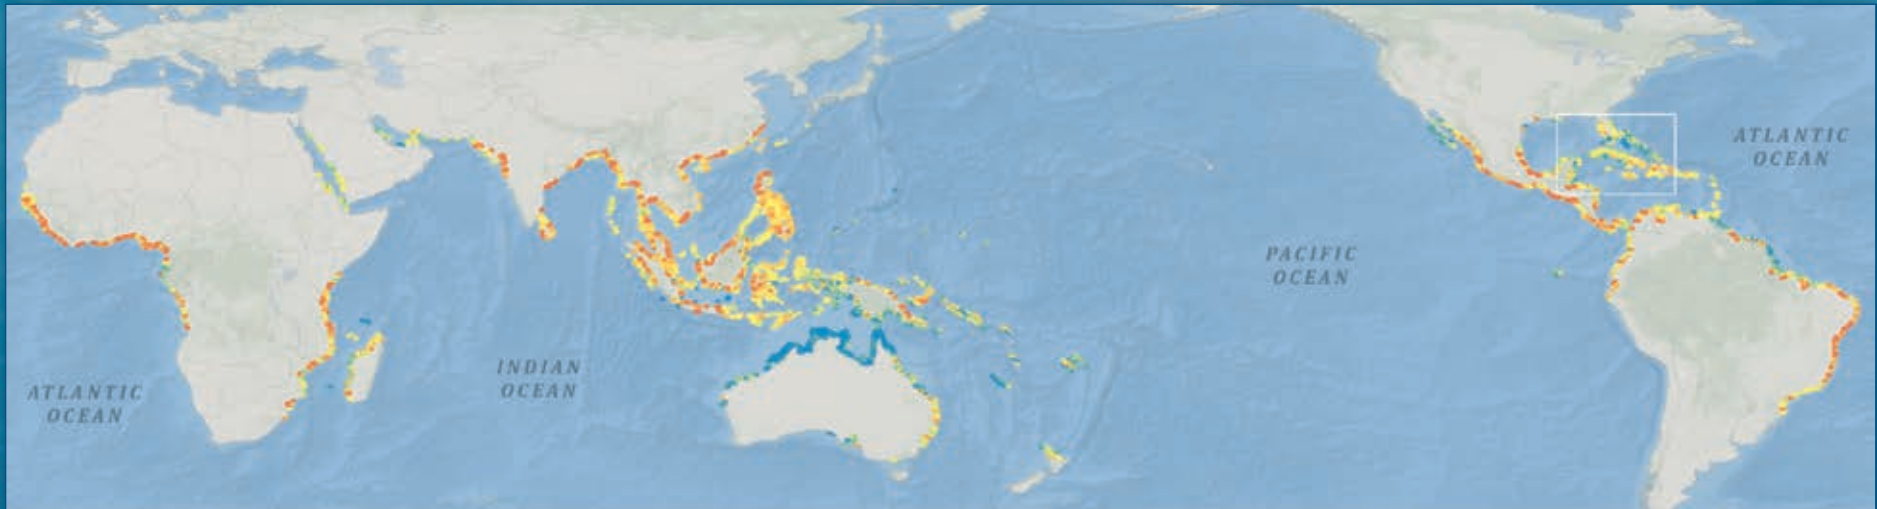 ATLANTIC
OCEAN
PACIFIC
OCEAN
INDIAN
OCEAN
ATLANTIC
OCEAN